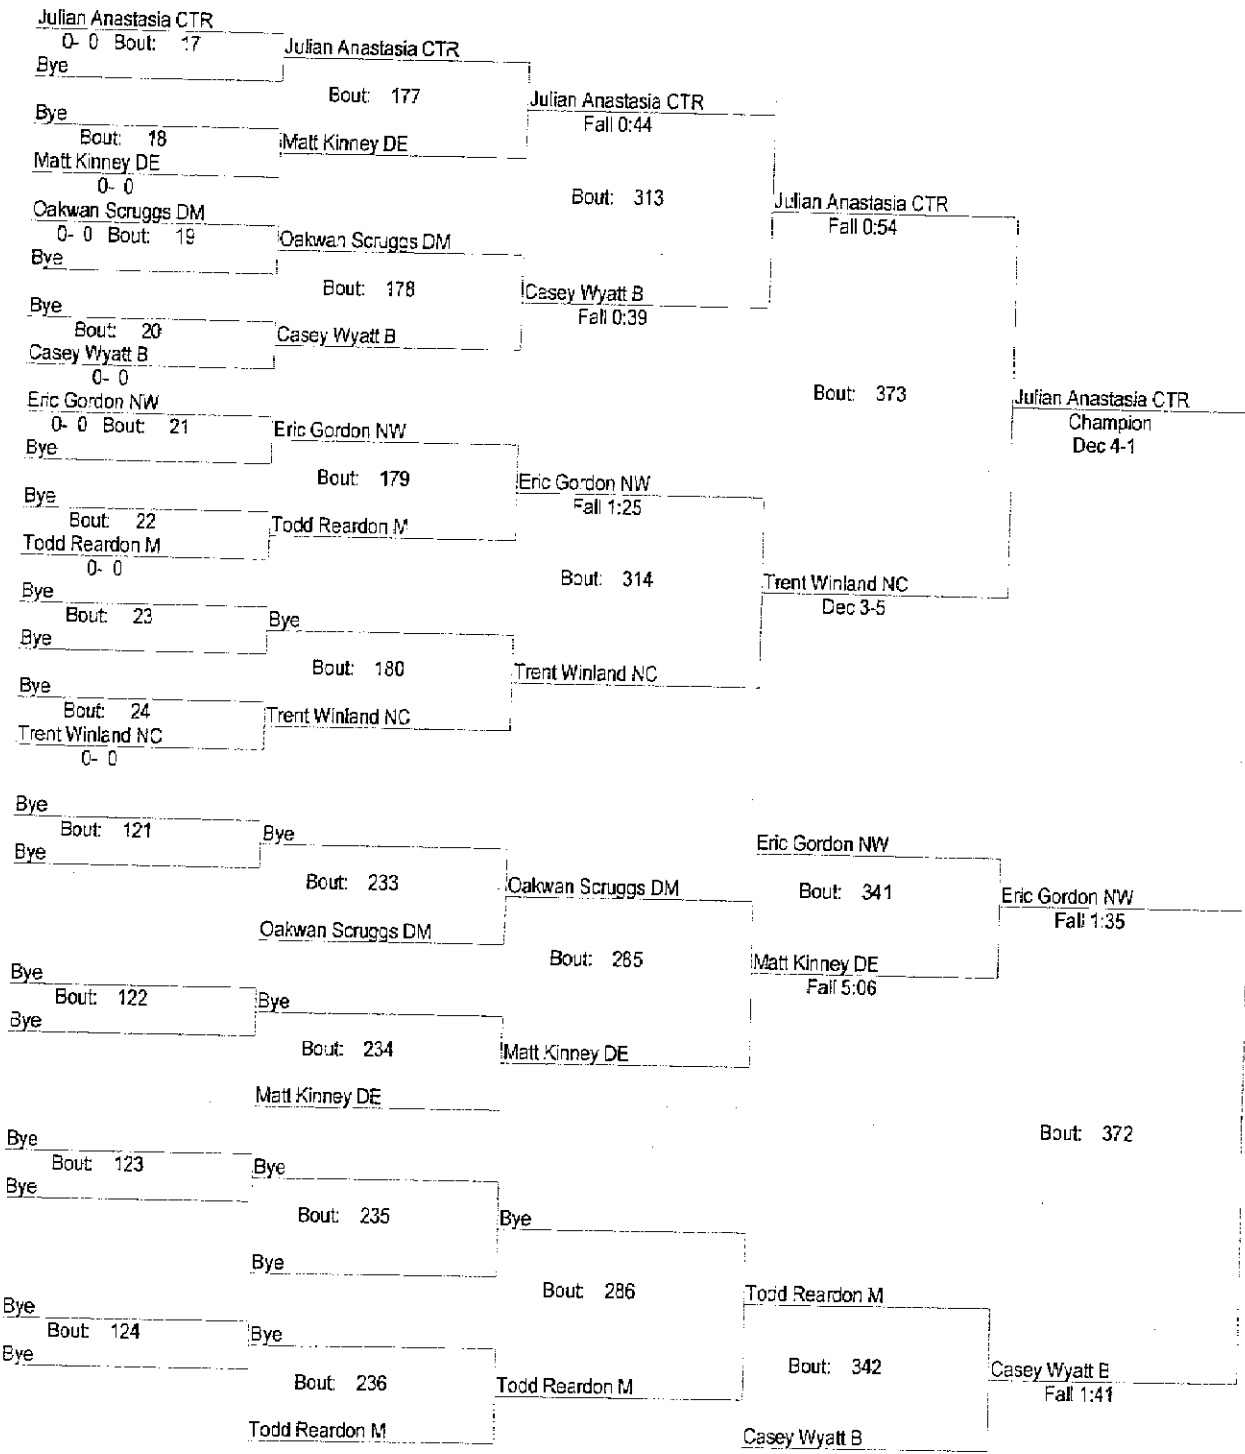 Julian Anastasia CTR
0- 0 Bout: 17
Bye
Julian Anastasia CTR
Bout: 177
Bye
Bout: 18
Matt Kinney DE
0- 0
Matt Kinney DE
Julian Anastasia CTR
Fall 0:44
Bout: 313
Oakwan Scruggs DM
0- 0 Bout: 19
Bye
Oakwan Scruggs DM
Bout: 178
Bye
Bout: 20
Casey Wyatt B
0- 0
Casey Wyatt B
Casey Wyatt B
Fall 0:39
Julian Anastasia CTR
Fall 0:54
Bout: 373
Eric Gordon NW
0- 0 Bout: 21
Bye
Eric Gordon NW
Bout: 179
Bye
Bout: 22
Todd Reardon M
0- 0
Todd Reardon M
Eric Gordon NW
Fall 1:25
Bout: 314
Bye
Bout: 23
Bye
Bye
Bout: 180
Bye
Bout: 24
Trent Winland NC
0- 0
Trent Winland NC
Trent Winland NC
Trent Winland NC
Dec 3-5
Julian Anastasia CTR
Champion
Dec 4-1
Bye
Bout: 121
Bye
Bye
Bout: 233
Oakwan Scruggs DM
Oakwan Scruggs DM
Bout: 285
Bye
Bout: 122
Bye
Bye
Bout: 234
Matt Kinney DE
Matt Kinney DE
Eric Gordon NW
Bout: 341
Matt Kinney DE
Fall 5:06
Eric Gordon NW
Fall 1:35
Bout: 372
Bye
Bout: 123
Bye
Bye
Bout: 235
Bye
Bye
Bout: 286
Bye
Bout: 124
Bye
Bye
Bout: 236
Todd Reardon M
Todd Reardon M
Todd Reardon M
Bout: 342
Casey Wyatt B
Casey Wyatt B
Fall 1:41